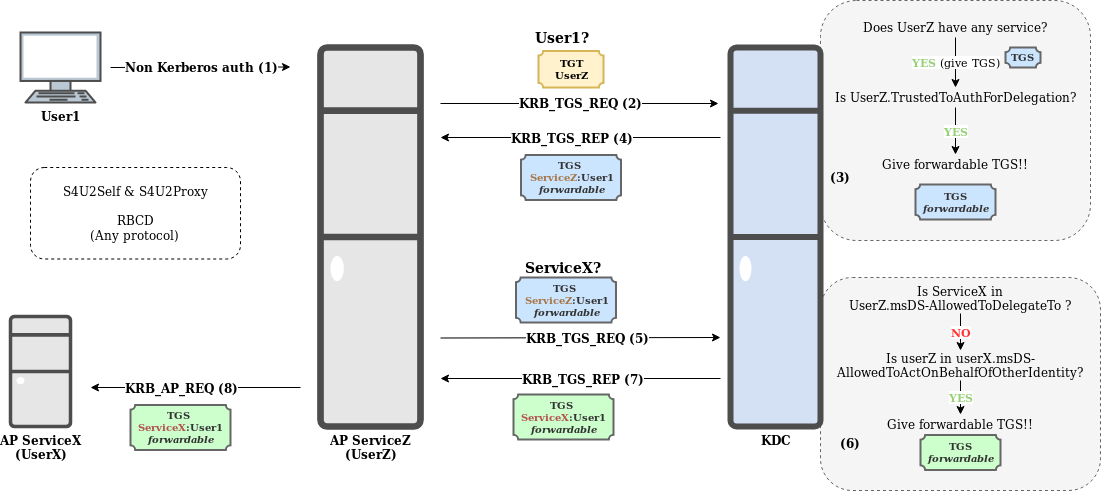 User1
Non Kerberos auth (1)
S4U2Self & S4U2Proxy
RBCD
(Any protocol)
AP ServiceX
(UserX)
KRB_AP_REQ (8)
TGS
ServiceX:User1
forwardable
AP ServiceZ
(UserZ)
User1?
TGT
UserZ
KRB_TGS_REQ (2)
KRB_TGS_REP (4)
TGS
ServiceZ:User1
forwardable
ServiceX?
TGS
ServiceZ:User1
forwardable
KRB_TGS_REQ (5)
KRB_TGS_REP (7)
TGS
ServiceX:User1
forwardable
KDC
Does UserZ have any service?
YES (give TGS)
TGS
Is UserZ.TrustedToAuthForDelegation?
YES
Give forwardable TGS!!
(3)
TGS
forwardable
Is ServiceX in
UserZ.msDS-AllowedToDelegateTo ?
NO
Is userZ in userX.msDS-
AllowedToActOnBehalfOfOtherIdentity?
YES
Give forwardable TGS!!
(6)
TGS
forwardable